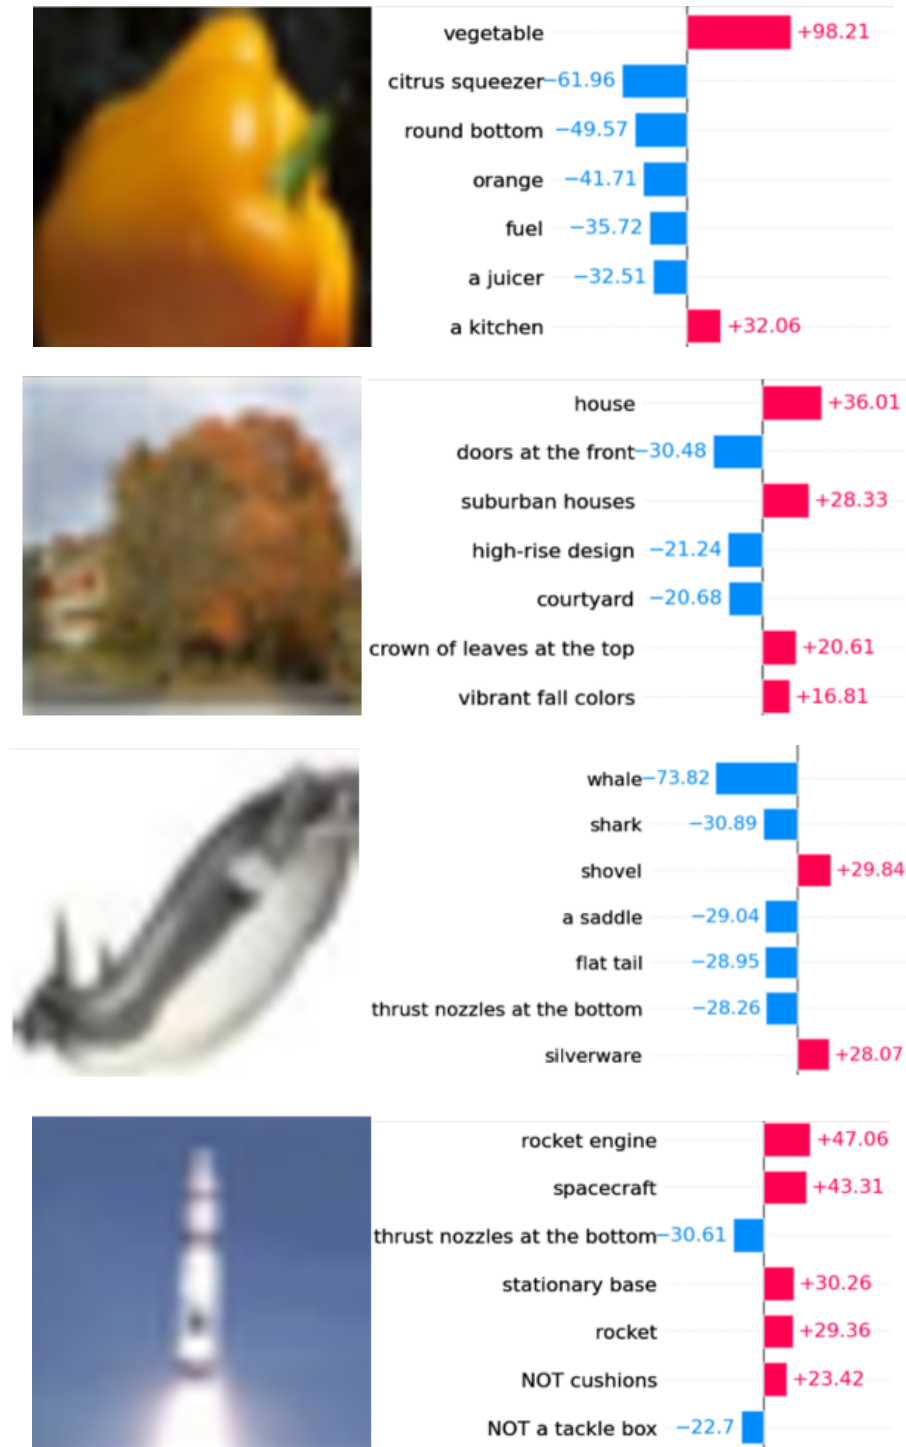 vegetable +98.21
citrus squeezer −61.96
round bottom −49.57
orange −41.71
fuel −35.72
a juicer −32.51
a kitchen +32.06
house +36.01
doors at the front −30.48
suburban houses +28.33
high-rise design −21.24
courtyard −20.68
crown of leaves at the top +20.61
vibrant fall colors +16.81
whale −73.82
shark −30.89
shovel +29.84
a saddle −29.04
flat tail −28.95
thrust nozzles at the bottom −28.26
silverware +28.07
rocket engine +47.06
spacecraft +43.31
thrust nozzles at the bottom −30.61
stationary base +30.26
rocket +29.36
NOT cushions +23.42
NOT a tackle box −22.7